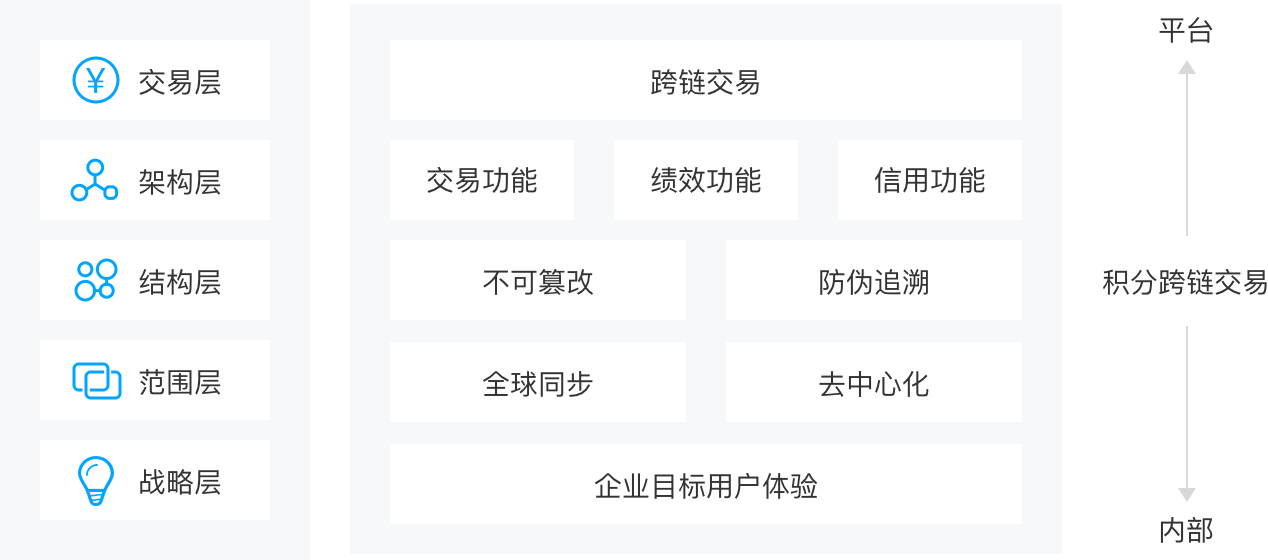 交易层
架构层
结构层
范围层
战略层
跨链交易
交易功能
绩效功能
信用功能
不可篡改
防伪追溯
全球同步
去中心化
企业目标用户体验
平台
积分跨链交易
内部